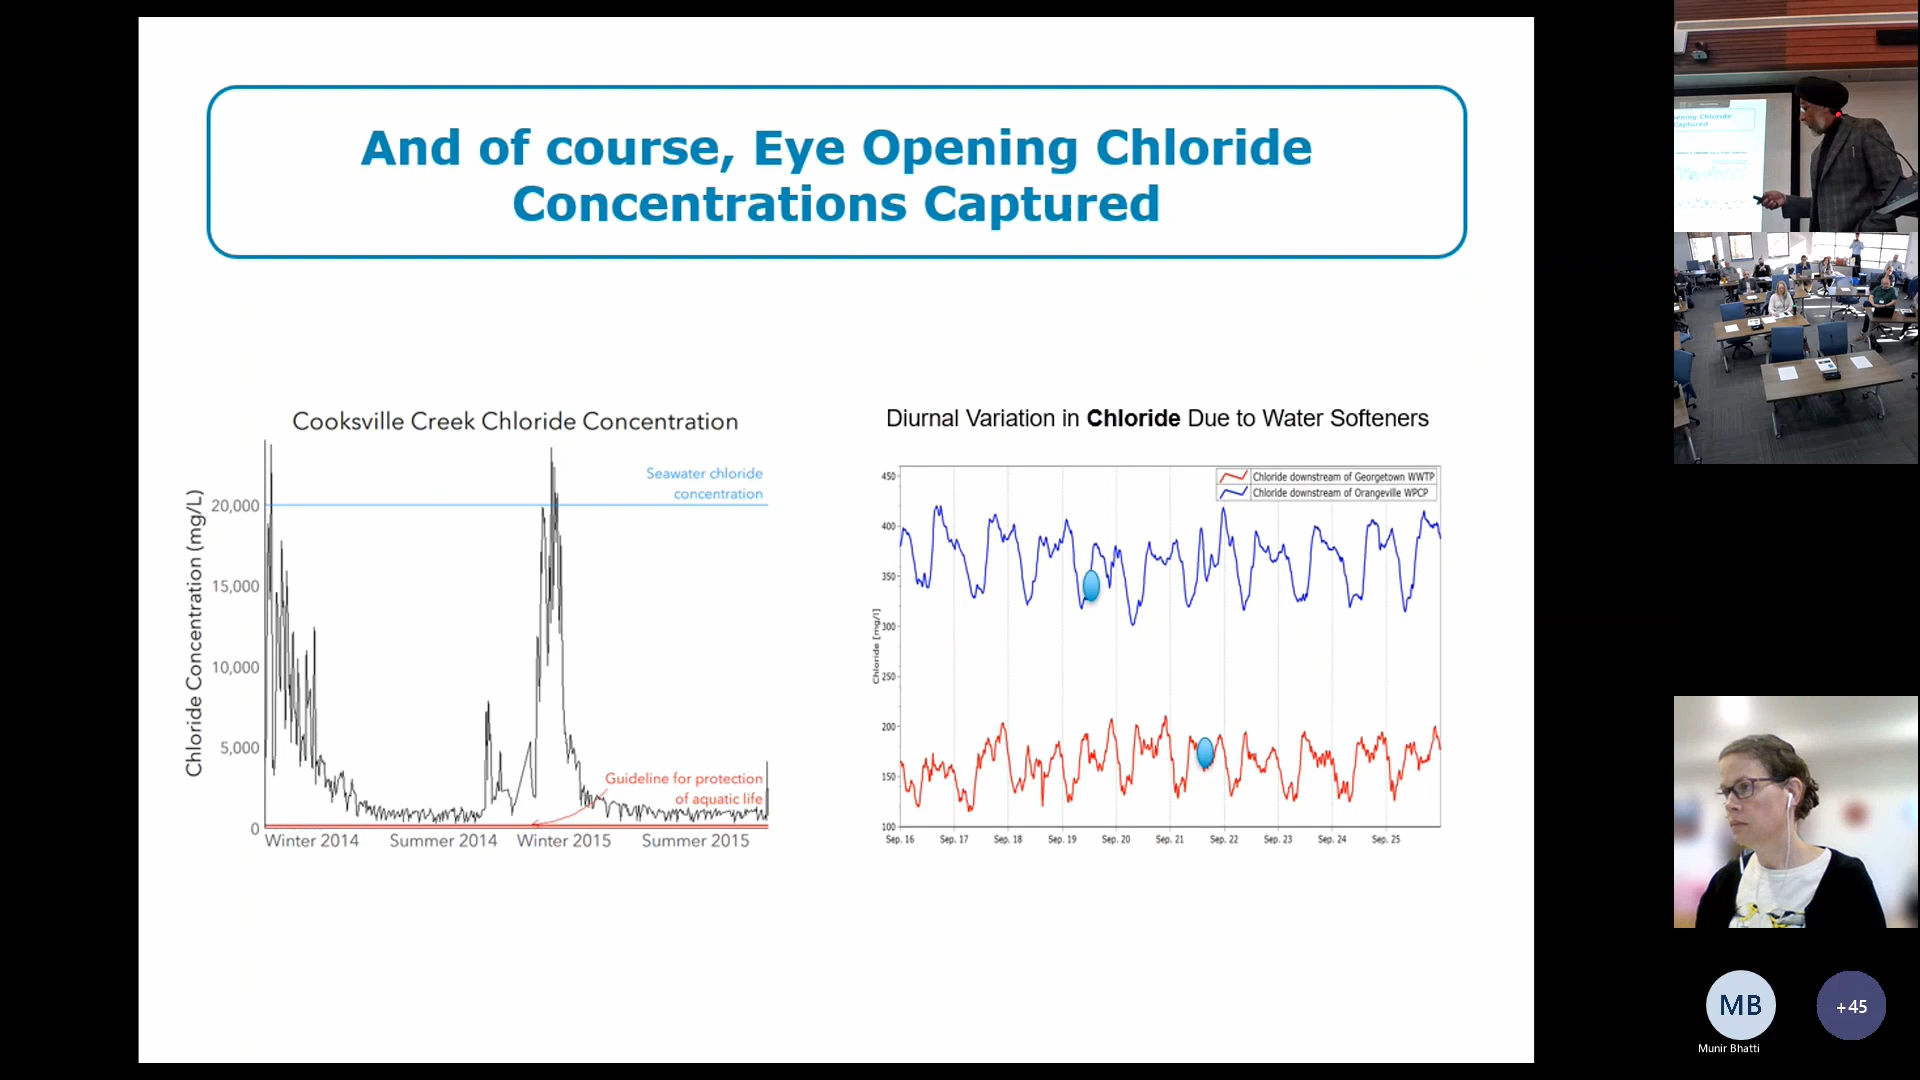 And of course, Eye Opening Chloride
Concentrations Captured
Cooksville Creek Chloride Concentration
Chloride Concentration (mg/L)
20,000
15,000
10,000
5,000
0
Seawater chloride
concentration
Guideline for protection
of aquatic life
Winter 2014
Summer 2014
Winter 2015
Summer 2015
Diurnal Variation in Chloride Due to Water Softeners
Chloride downstream of Georgetown WWTP
Chloride downstream of Orangeville WPCP
Chloride [mg/l]
450
400
350
300
250
200
150
100
Sep. 16
Sep. 17
Sep. 18
Sep. 19
Sep. 20
Sep. 21
Sep. 22
Sep. 23
Sep. 24
Sep. 25
ening Chloride
Captured
MB
Munir Bhatti
+45